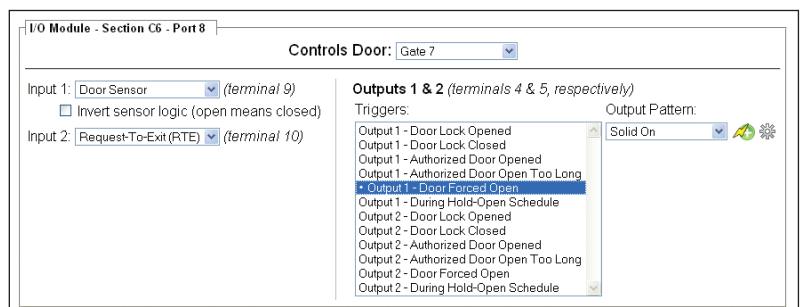 I/O Module - Section C6 - Port 8
Controls Door: Gate 7
Input 1: Door Sensor (terminal 9)
Invert sensor logic (open means closed)
Input 2: Request-To-Exit (RTE) (terminal 10)
Outputs 1 & 2 (terminals 4 & 5, respectively)
Triggers:
Output 1 - Door Lock Opened
Output 1 - Door Lock Closed
Output 1 - Authorized Door Opened
Output 1 - Authorized Door Open Too Long
• Output 1 - Door Forced Open
Output 1 - During Hold-Open Schedule
Output 2 - Door Lock Opened
Output 2 - Door Lock Closed
Output 2 - Authorized Door Opened
Output 2 - Authorized Door Open Too Long
Output 2 - Door Forced Open
Output 2 - During Hold-Open Schedule
Output Pattern:
Solid On